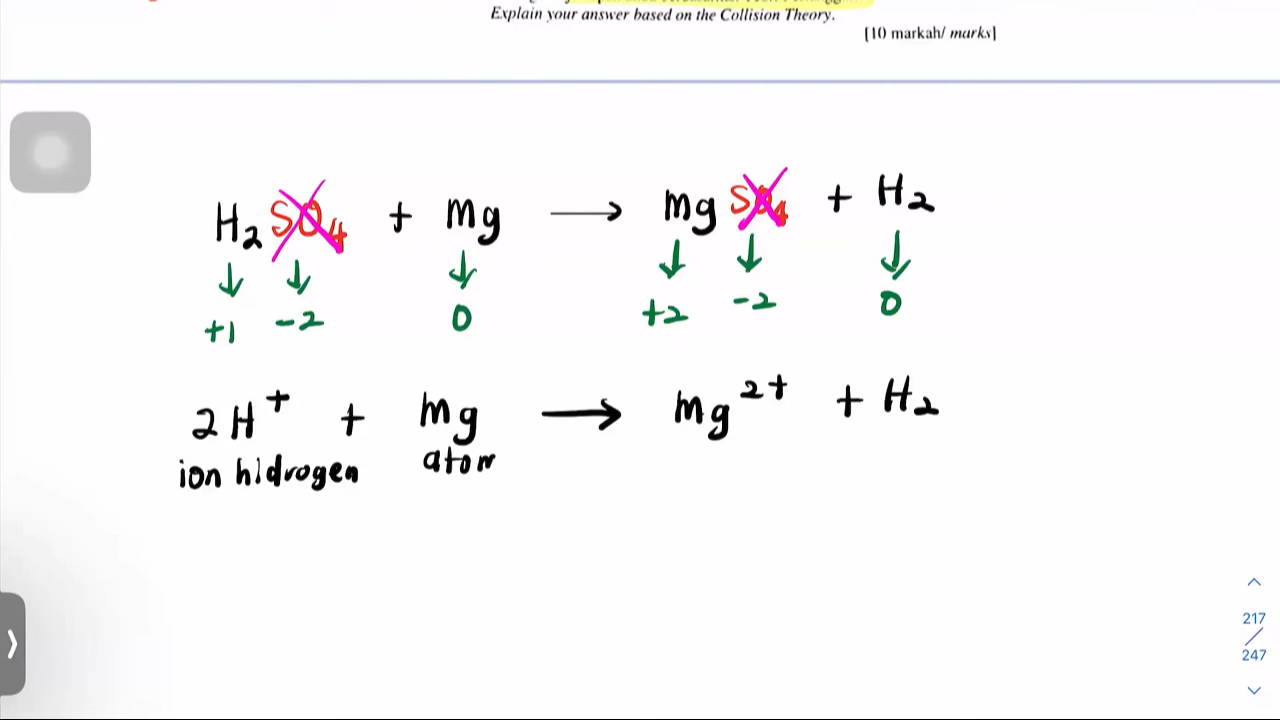 Explain your answer based on the Collision Theory.
[10 markah/ marks]
H₂SO₄ + Mg → MgSO₄ + H₂
↓ ↓ ↓ ↓ ↓ ↓
+1 -2 0 +2 -2 0
2H⁺ + Mg → Mg²⁺ + H₂
ion hidrogen atom
217
247